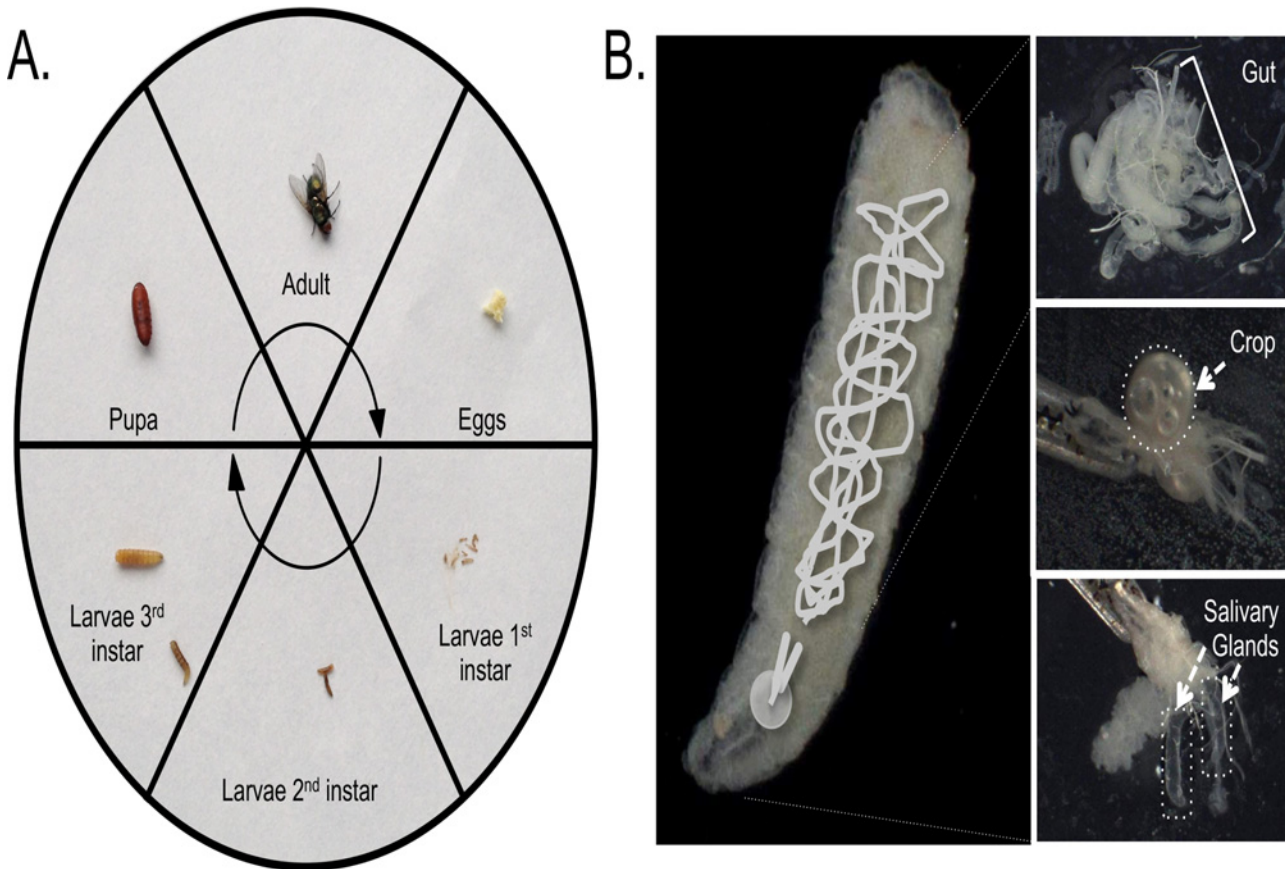 A.
Adult
Eggs
Pupa
Larvae 1st
instar
Larvae 2nd instar
Larvae 3rd
instar
B.
Gut
Crop
Salivary
Glands